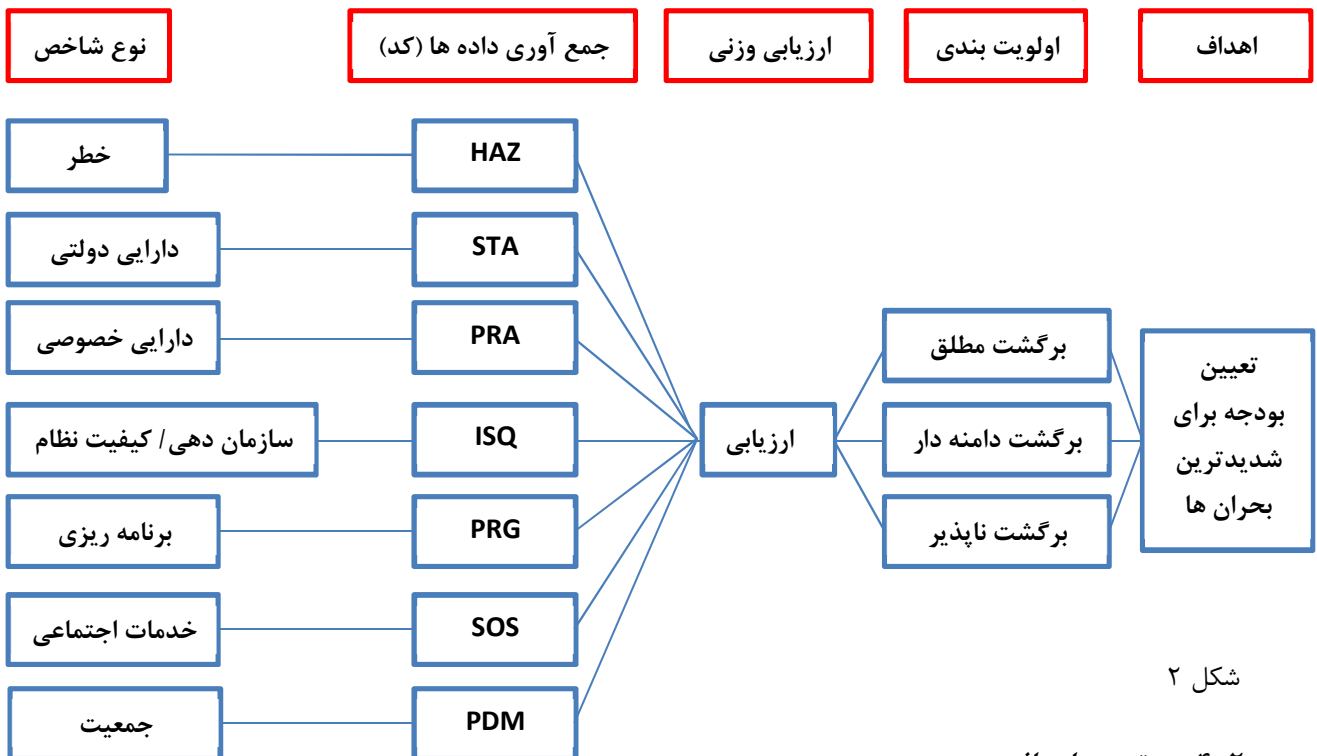 اهداف
اولویت بندی
ارزیابی وزنی
جمع آوری داده ها (کد)
نوع شاخص
HAZ
خطر
STA
دارایی دولتی
PRA
دارایی خصوصی
ISQ
سازمان دهی/ کیفیت نظام
PRG
برنامه ریزی
SOS
خدمات اجتماعی
PDM
جمعیت
ارزیابی
برگشت مطلق
برگشت دامنه دار
برگشت ناپذیر
تعیین
بودجه برای
شدیدترین
بحران ها
شکل ۲